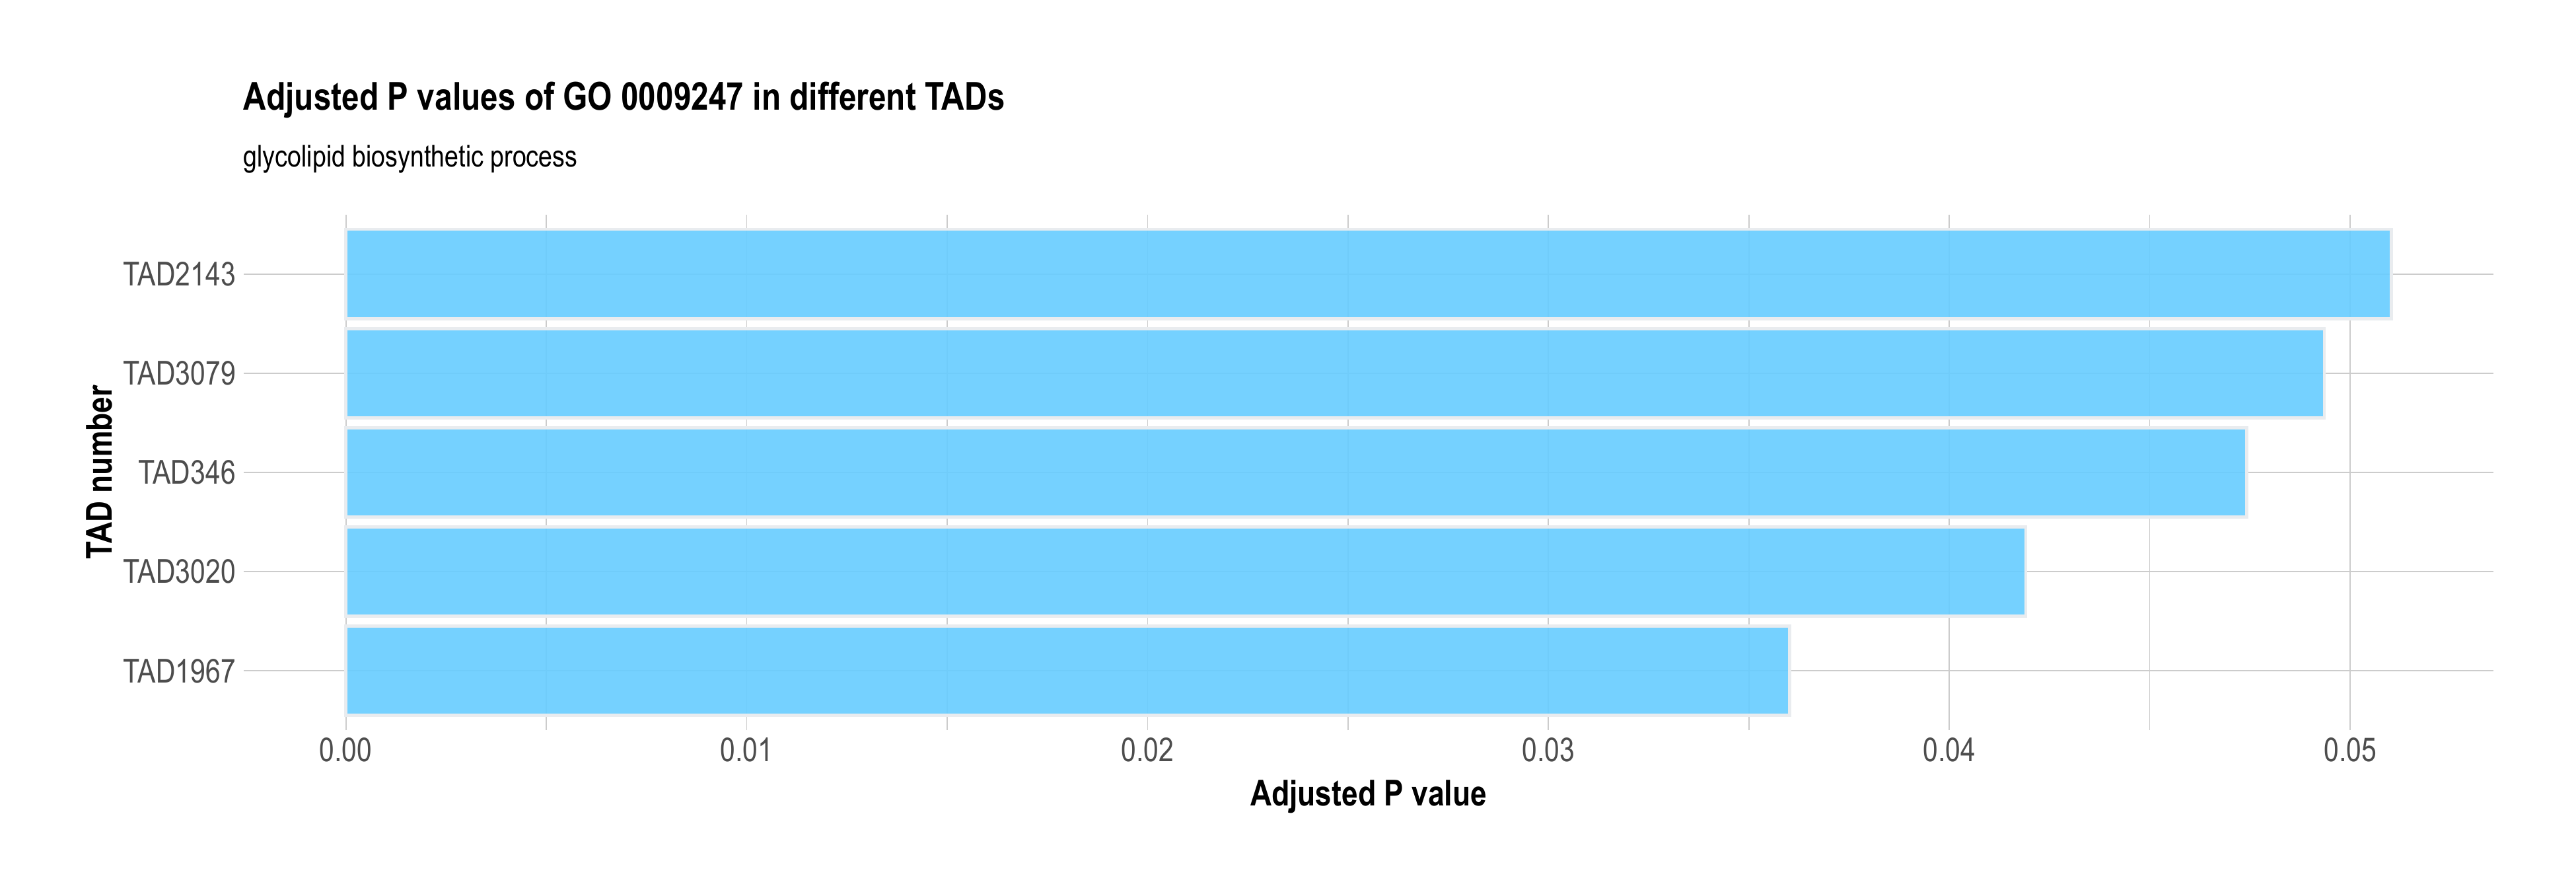 Adjusted P values of GO 0009247 in different TADs
glycolipid biosynthetic process
TAD number
TAD2143
TAD3079
TAD346
TAD3020
TAD1967
0.00 0.01 0.02 0.03 0.04 0.05
Adjusted P value